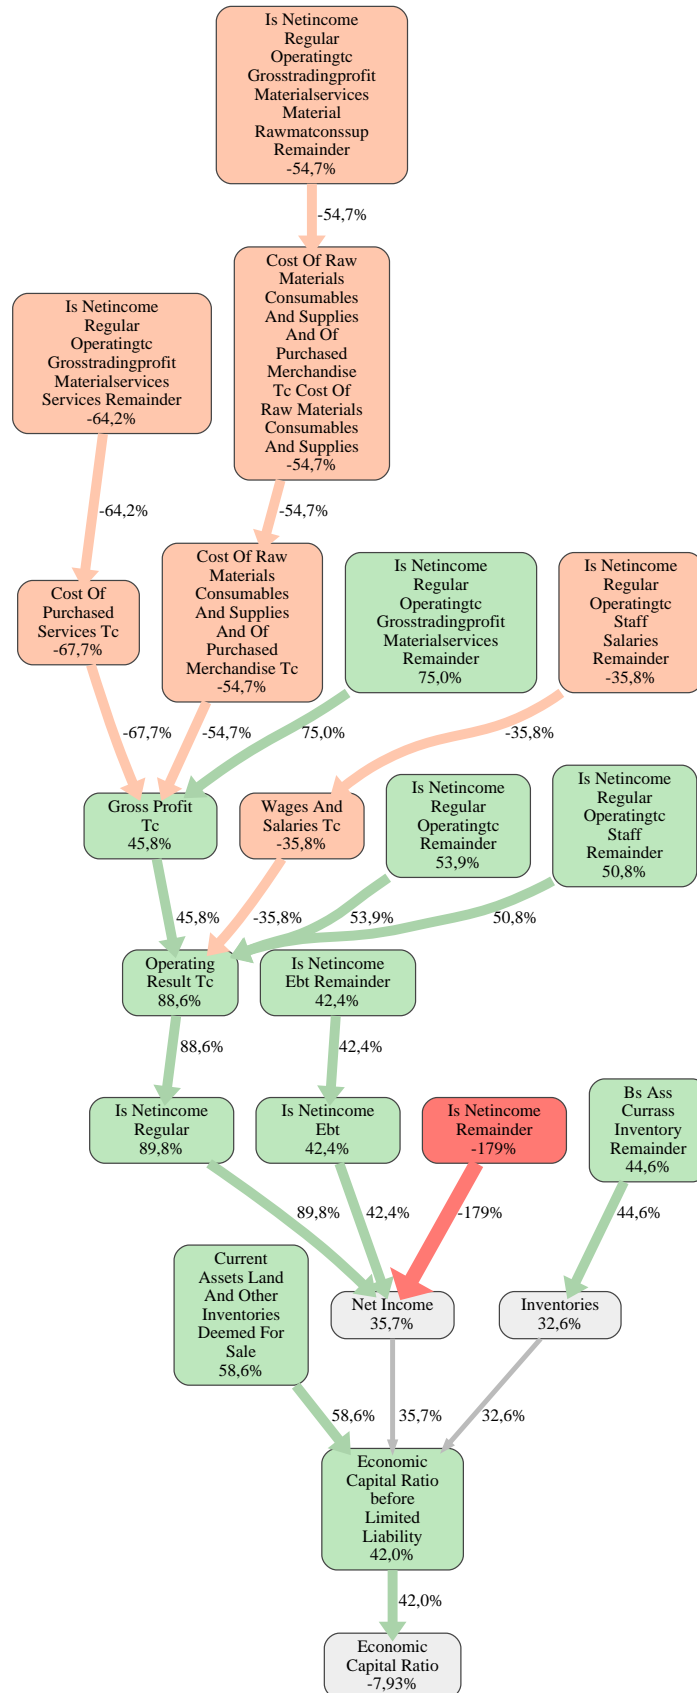 Is Netincome
Regular
Operatingtc
Grosstradingprofit
Materialservices
Material
Rawmatconssup
Remainder
-54,7%
-54,7%
Cost Of Raw
Materials
Consumables
And Supplies
And Of
Purchased
Merchandise
Tc Cost Of
Raw Materials
Consumables
And Supplies
-54,7%
Is Netincome
Regular
Operatingtc
Grosstradingprofit
Materialservices
Services Remainder
-64,2%
-64,2%
-54,7%
Cost Of
Purchased
Services Tc
-67,7%
Cost Of Raw
Materials
Consumables
And Supplies
And Of
Purchased
Merchandise Tc
-54,7%
Is Netincome
Regular
Operatingtc
Grosstradingprofit
Materialservices
Remainder
75,0%
Is Netincome
Regular
Operatingtc
Staff
Salaries
Remainder
-35,8%
-67,7%
-54,7%
75,0%
-35,8%
Gross Profit
Tc
45,8%
Wages And
Salaries Tc
-35,8%
Is Netincome
Regular
Operatingtc
Remainder
53,9%
Is Netincome
Regular
Operatingtc
Staff
Remainder
50,8%
45,8%
-35,8%
53,9%
50,8%
Operating
Result Tc
88,6%
Is Netincome
Ebt Remainder
42,4%
88,6%
42,4%
Is Netincome
Regular
89,8%
Is Netincome
Ebt
42,4%
Is Netincome
Remainder
-179%
Bs Ass
Currass
Inventory
Remainder
44,6%
89,8%
42,4%
-179%
44,6%
Current
Assets Land
And Other
Inventories
Deemed For
Sale
58,6%
Net Income
35,7%
Inventories
32,6%
58,6%
35,7%
32,6%
Economic
Capital Ratio
before
Limited
Liability
42,0%
42,0%
Economic
Capital Ratio
-7,93%